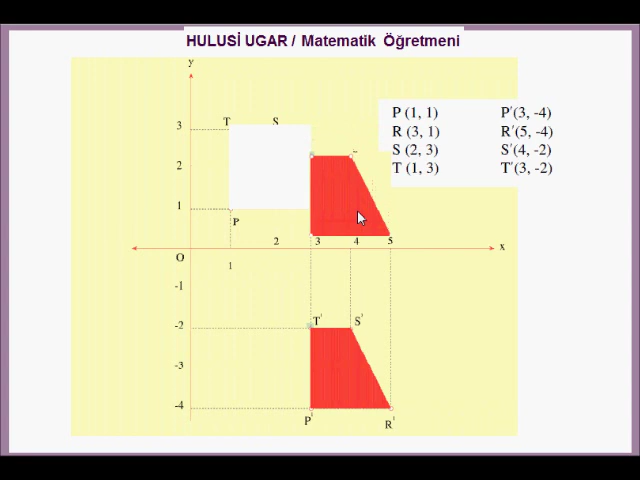 HULUSİ UGAR / Matematik Öğretmeni
y
T S
3
2
1
P
P (1, 1) P'(3, -4)
R (3, 1) R'(5, -4)
S (2, 3) S'(4, -2)
T (1, 3) T'(3, -2)
2 3 4 5 x
O 1
-1
-2
T' S'
-3
-4
P' R'